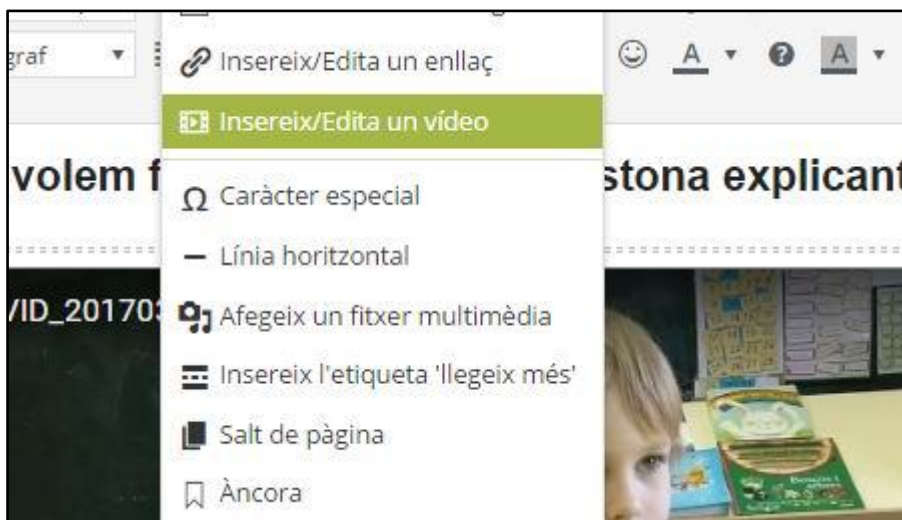 graf
Insereix/Edita un enllaç
A
A
Insereix/Edita un vídeo
volem f
stona explicant
Caràcter especial
Línia horitzontal
/ID_20170
Afegeix un fitxer multimèdia
Insereix l'etiqueta 'llegeix més'
Salt de pàgina
Àncora